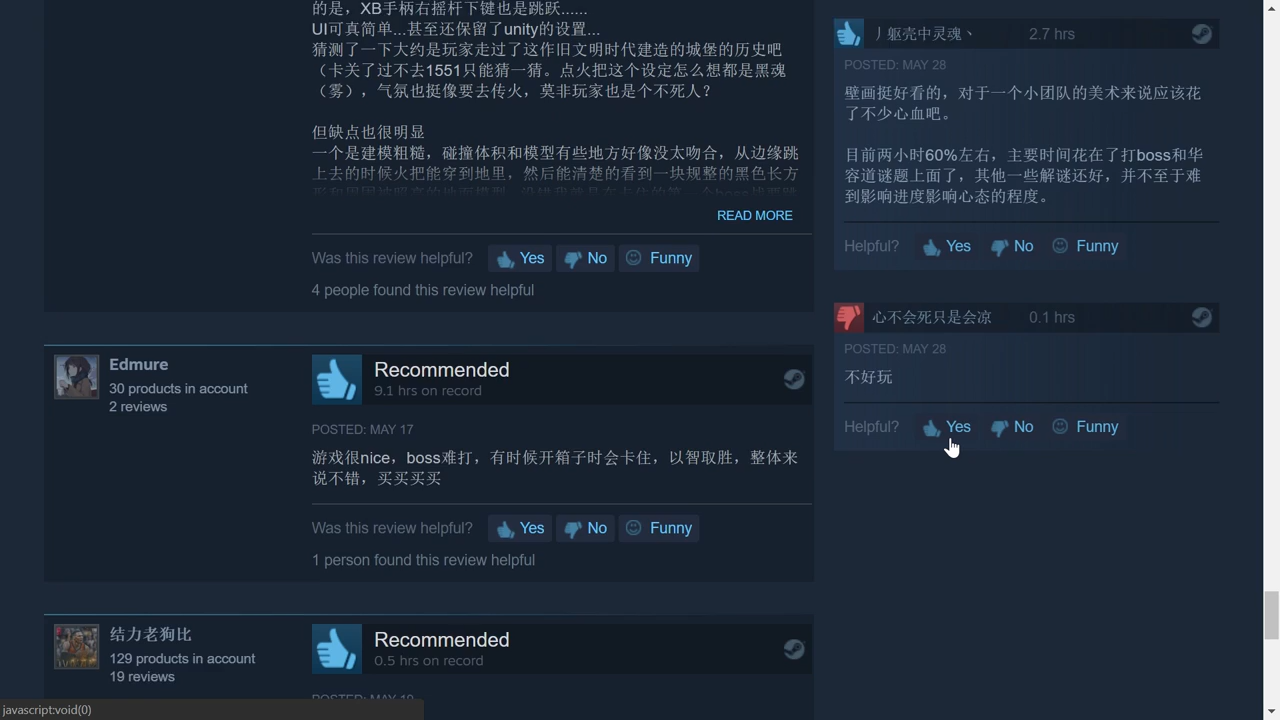 的是，XB手柄右摇杆下键也是跳跃......
UI可真简单...甚至还保留了unity的设置...
猜测了一下大约是玩家走过了这作旧文明时代建造的城堡的历史吧
（卡关了过不去1551只能猜一猜。点火把这个设定怎么想都是黑魂
（雾），气氛也挺像要去传火，莫非玩家也是个不死人？
但缺点也很明显
一个是建模粗糙，碰撞体积和模型有些地方好像没太吻合，从边缘跳
上去的时候火把能穿到地里，然后能清楚的看到一块规整的黑色长方
READ MORE
Was this review helpful? Yes No Funny
4 people found this review helpful
Edmure
30 products in account
2 reviews
Recommended
9.1 hrs on record
POSTED: MAY 17
游戏很nice，boss难打，有时候开箱子时会卡住，以智取胜，整体来
说不错，买买买买
Was this review helpful? Yes No Funny
1 person found this review helpful
结力老狗比
129 products in account
19 reviews
Recommended
0.5 hrs on record
POSTED: MAY 19
丿躯壳中灵魂丶 2.7 hrs
POSTED: MAY 28
壁画挺好看的，对于一个小团队的美术来说应该花
了不少心血吧。
目前两小时60%左右，主要时间花在了打boss和华
容道谜题上面了，其他一些解谜还好，并不至于难
到影响进度影响心态的程度。
Helpful? Yes No Funny
心不会死只是会凉 0.1 hrs
POSTED: MAY 28
不好玩
Helpful? Yes No Funny
javascript:void(0)